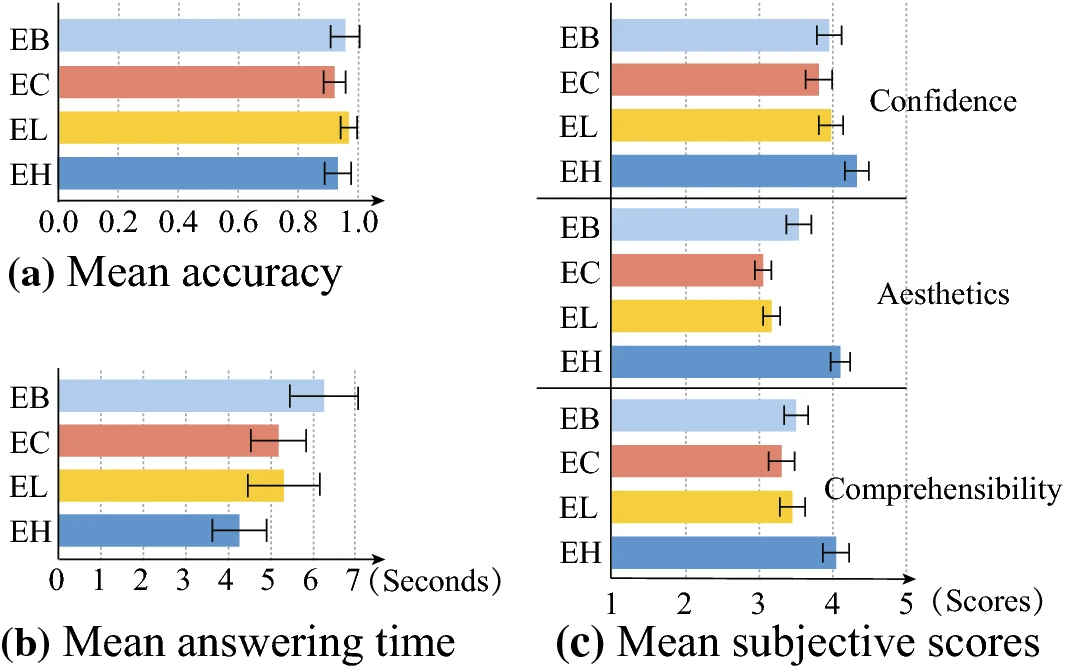 EB
EC
EL
EH
0.0 0.2 0.4 0.6 0.8 1.0
(a) Mean accuracy
EB
EC
EL
EH
0 1 2 3 4 5 6 7 (Seconds)
(b) Mean answering time
EB
EC
EL
EH
Confidence
EB
EC
EL
EH
Aesthetics
EB
EC
EL
EH
Comprehensibility
1 2 3 4 5 (Scores)
(c) Mean subjective scores